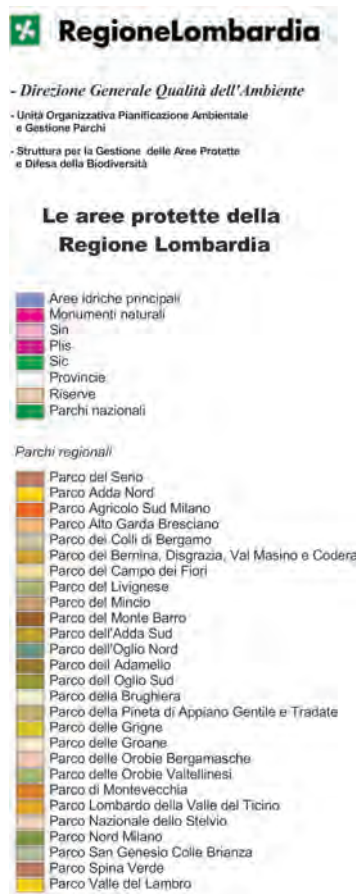 RegioneLombardia
- Direzione Generale Qualità dell'Ambiente
- Unità Organizzativa Pianificazione Ambientale
e Gestione Parchi
- Struttura per la Gestione delle Aree Protette
e Difesa della Biodiversità
Le aree protette della
Regione Lombardia
Aree idriche principali
Monumenti naturali
Sin
Plis
Sic
Provincie
Riserve
Parchi nazionali
Parchi regionali
Parco del Serio
Parco Adda Nord
Parco Agricolo Sud Milano
Parco Alto Garda Bresciano
Parco dei Colli di Bergamo
Parco del Bernina, Disgrazia, Val Masino e Codera
Parco del Campo dei Fiori
Parco del Livignese
Parco del Mincio
Parco del Monte Barro
Parco dell'Adda Sud
Parco dell'Oglio Nord
Parco dell Adamello
Parco dell Oglio Sud
Parco della Brughiera
Parco della Pineta di Appiano Gentile e Tradate
Parco delle Grigne
Parco delle Groane
Parco delle Orobie Bergamasche
Parco delle Orobie Valtellinesi
Parco di Montevecchia
Parco Lombardo della Valle del Ticino
Parco Nazionale dello Stelvio
Parco Nord Milano
Parco San Genesio Colle Brianza
Parco Spina Verde
Parco Valle del Lambro